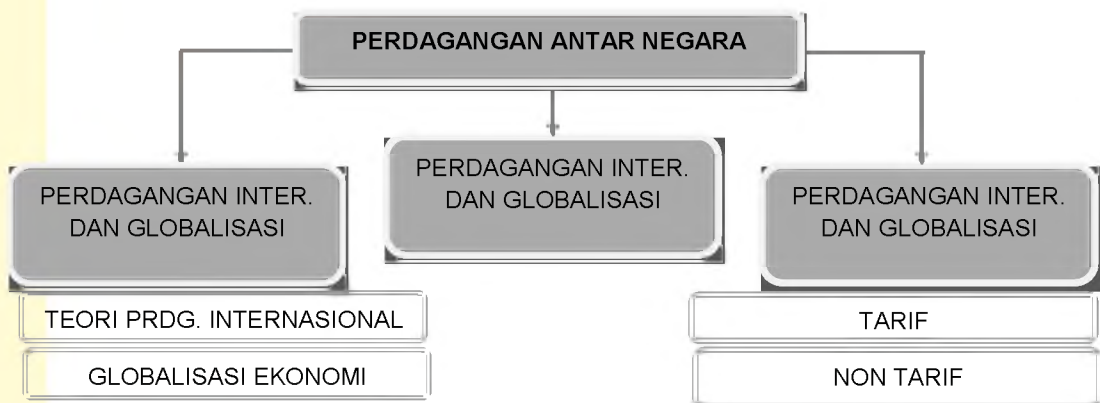 PERDAGANGAN ANTAR NEGARA
PERDAGANGAN INTER.
DAN GLOBALISASI
TEORI PRDG. INTERNASIONAL
GLOBALISASI EKONOMI
PERDAGANGAN INTER.
DAN GLOBALISASI
PERDAGANGAN INTER.
DAN GLOBALISASI
TARIF
NON TARIF